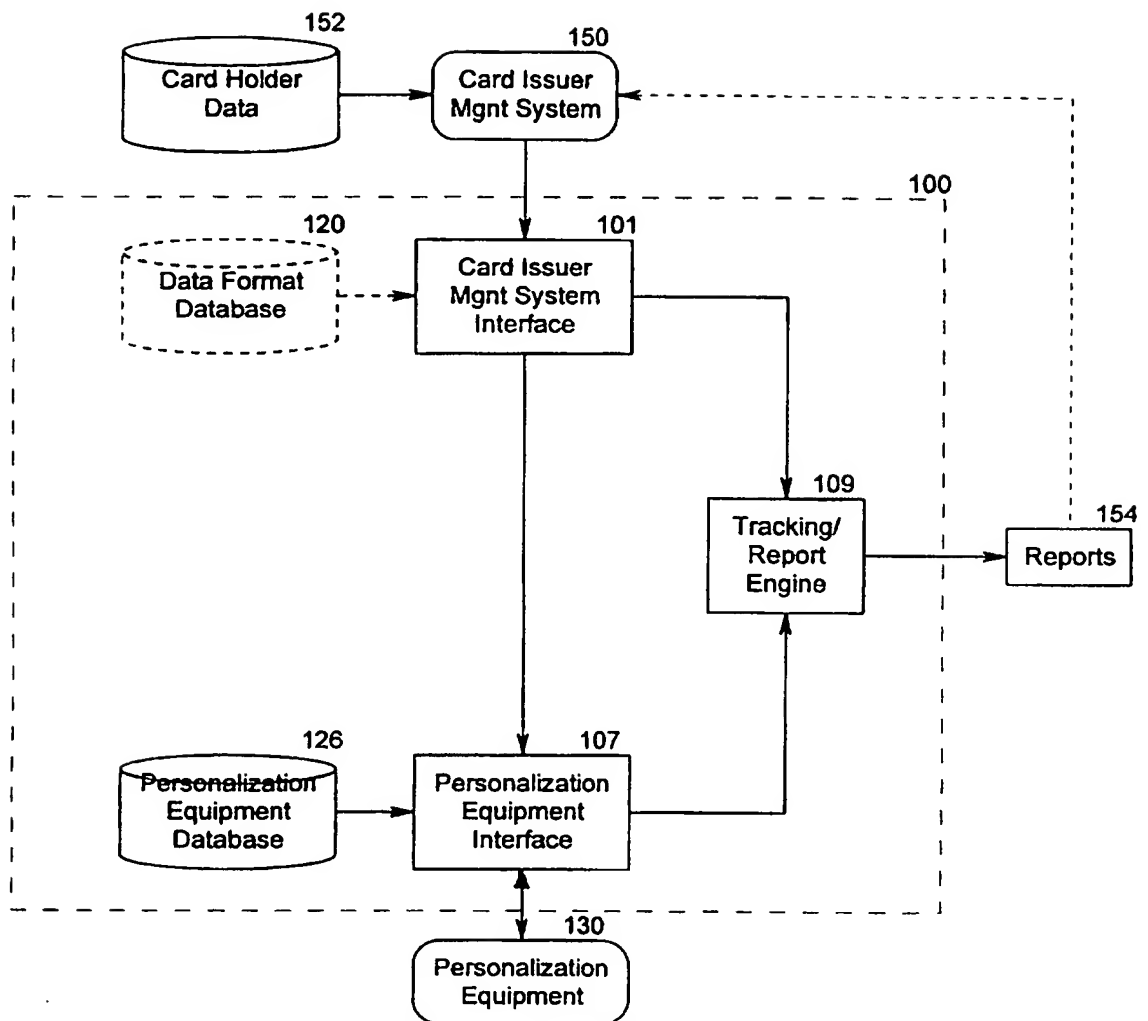 152
Card Holder
Data
150
Card Issuer
Mgnt System
100
120
Data Format
Database
101
Card Issuer
Mgnt System
Interface
109
Tracking/
Report
Engine
154
Reports
126
Personalization
Equipment
Database
107
Personalization
Equipment
Interface
130
Personalization
Equipment